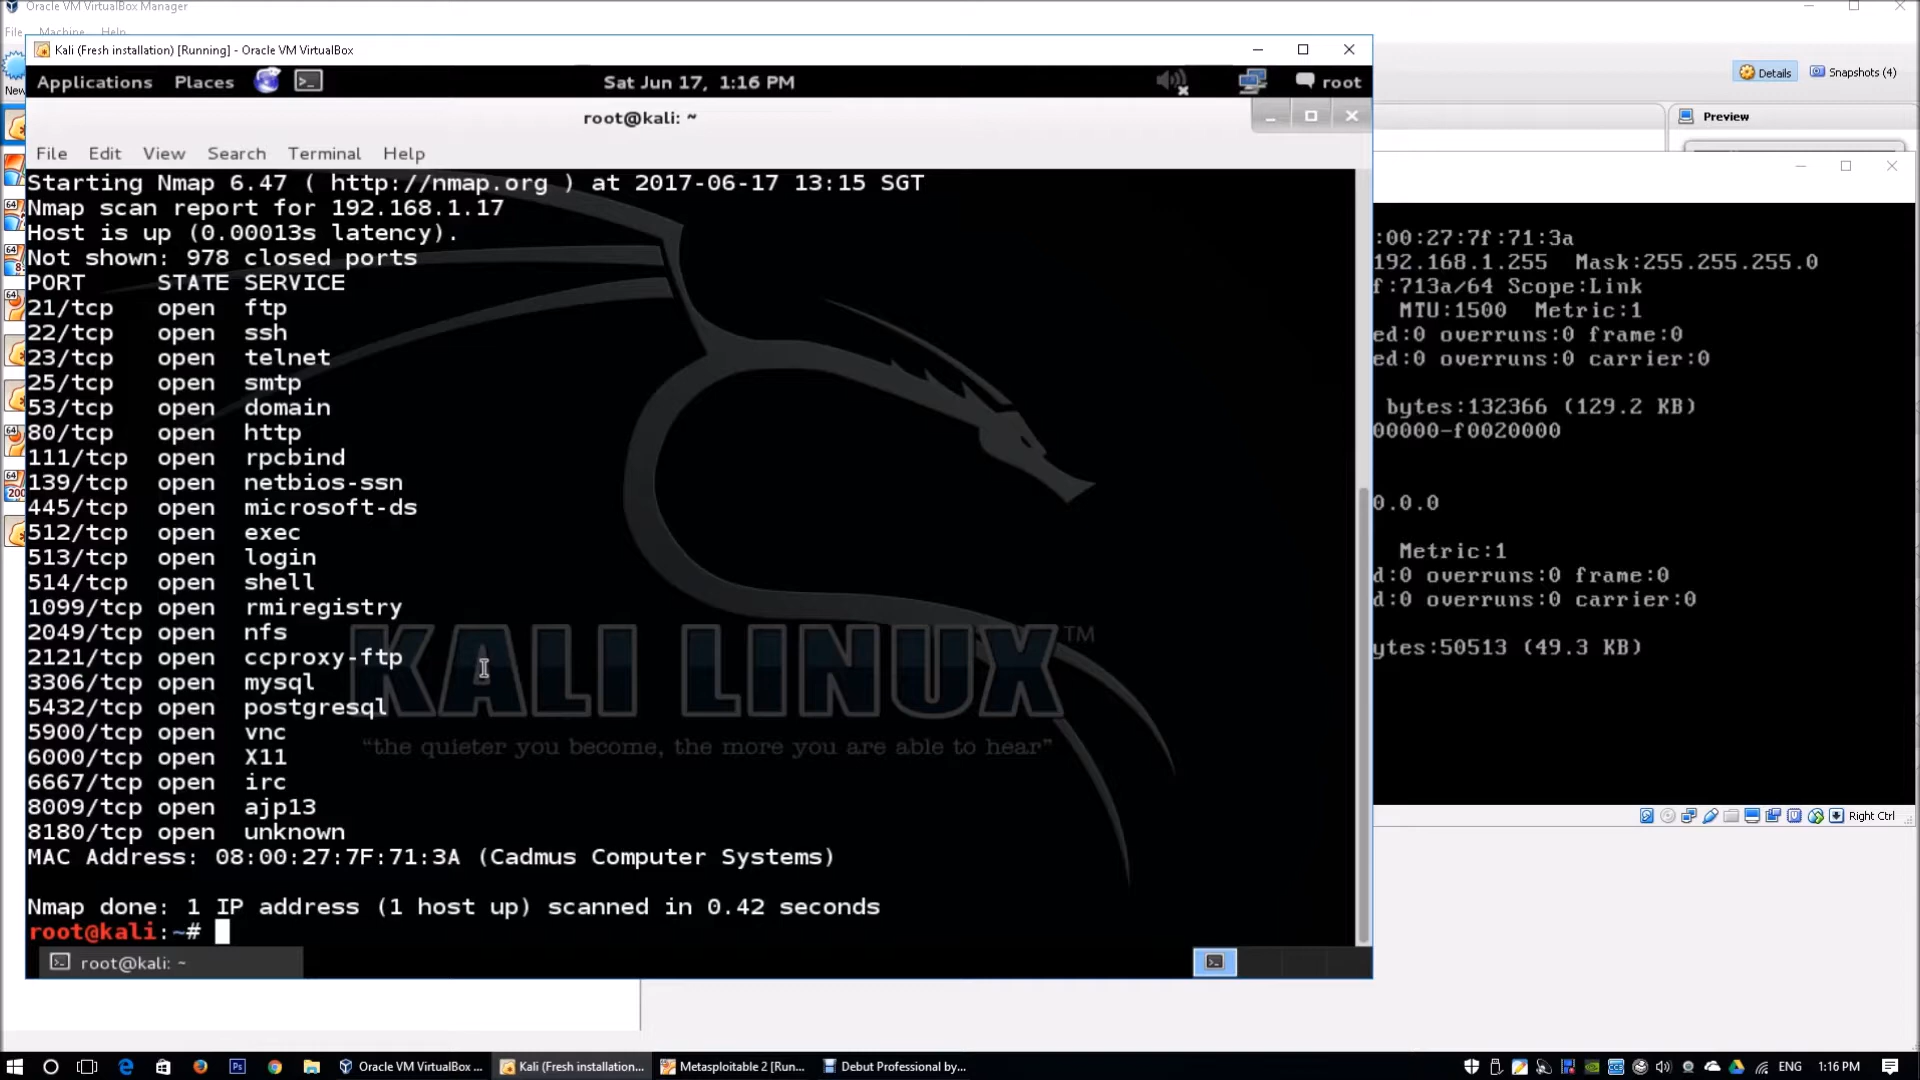 Oracle VM VirtualBox Manager
File Machine Help
Kali (Fresh installation) [Running] - Oracle VM VirtualBox
New
Details
Snapshots (4)
Preview
Applications Places
Sat Jun 17, 1:16 PM
root
root@kali: ~
File Edit View Search Terminal Help
Starting Nmap 6.47 ( http://nmap.org ) at 2017-06-17 13:15 SGT
Nmap scan report for 192.168.1.17
Host is up (0.00013s latency).
Not shown: 978 closed ports
PORT STATE SERVICE
21/tcp open ftp
22/tcp open ssh
23/tcp open telnet
25/tcp open smtp
53/tcp open domain
80/tcp open http
111/tcp open rpcbind
139/tcp open netbios-ssn
445/tcp open microsoft-ds
512/tcp open exec
513/tcp open login
514/tcp open shell
1099/tcp open rmiregistry
2049/tcp open nfs
2121/tcp open ccproxy-ftp
3306/tcp open mysql
5432/tcp open postgresql
5900/tcp open vnc
6000/tcp open X11
6667/tcp open irc
8009/tcp open ajp13
8180/tcp open unknown
MAC Address: 08:00:27:7F:71:3A (Cadmus Computer Systems)
Nmap done: 1 IP address (1 host up) scanned in 0.42 seconds
root@kali:~#
KALI LINUX™
“the quieter you become, the more you are able to hear”
root@kali: ~
:00:27:7f:71:3a
192.168.1.255 Mask:255.255.255.0
f:713a/64 Scope:Link
MTU:1500 Metric:1
ed:0 overruns:0 frame:0
ed:0 overruns:0 carrier:0
bytes:132366 (129.2 KB)
00000-f0020000
0.0.0
Metric:1
d:0 overruns:0 frame:0
d:0 overruns:0 carrier:0
ytes:50513 (49.3 KB)
Right Ctrl
Oracle VM VirtualBox ...
Kali (Fresh installation...
Metasploitable 2 [Run...
Debut Professional by...
ENG
1:16 PM